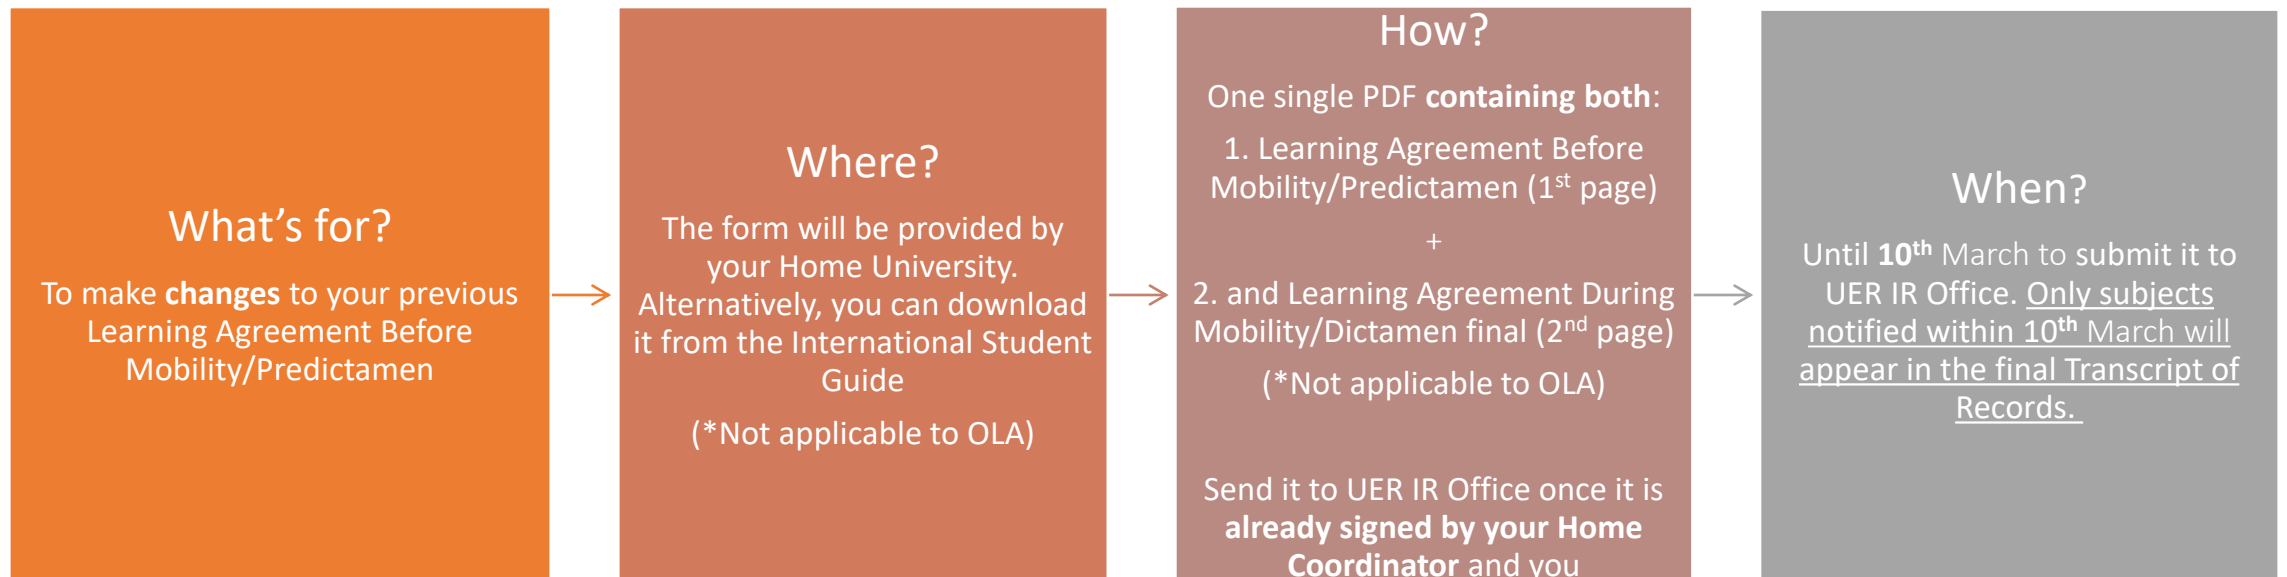 What's for?
To make changes to your previous
Learning Agreement Before
Mobility/Predictamen
Where?
The form will be provided by
your Home University.
Alternatively, you can download
it from the International Student
Guide
(*Not applicable to OLA)
How?
One single PDF containing both:
1. Learning Agreement Before
Mobility/Predictamen (1st page)
+
2. and Learning Agreement During
Mobility/Dictamen final (2nd page)
(*Not applicable to OLA)
Send it to UER IR Office once it is
already signed by your Home
Coordinator and you
When?
Until 10th March to submit it to
UER IR Office. Only subjects
notified within 10th March will
appear in the final Transcript of
Records.